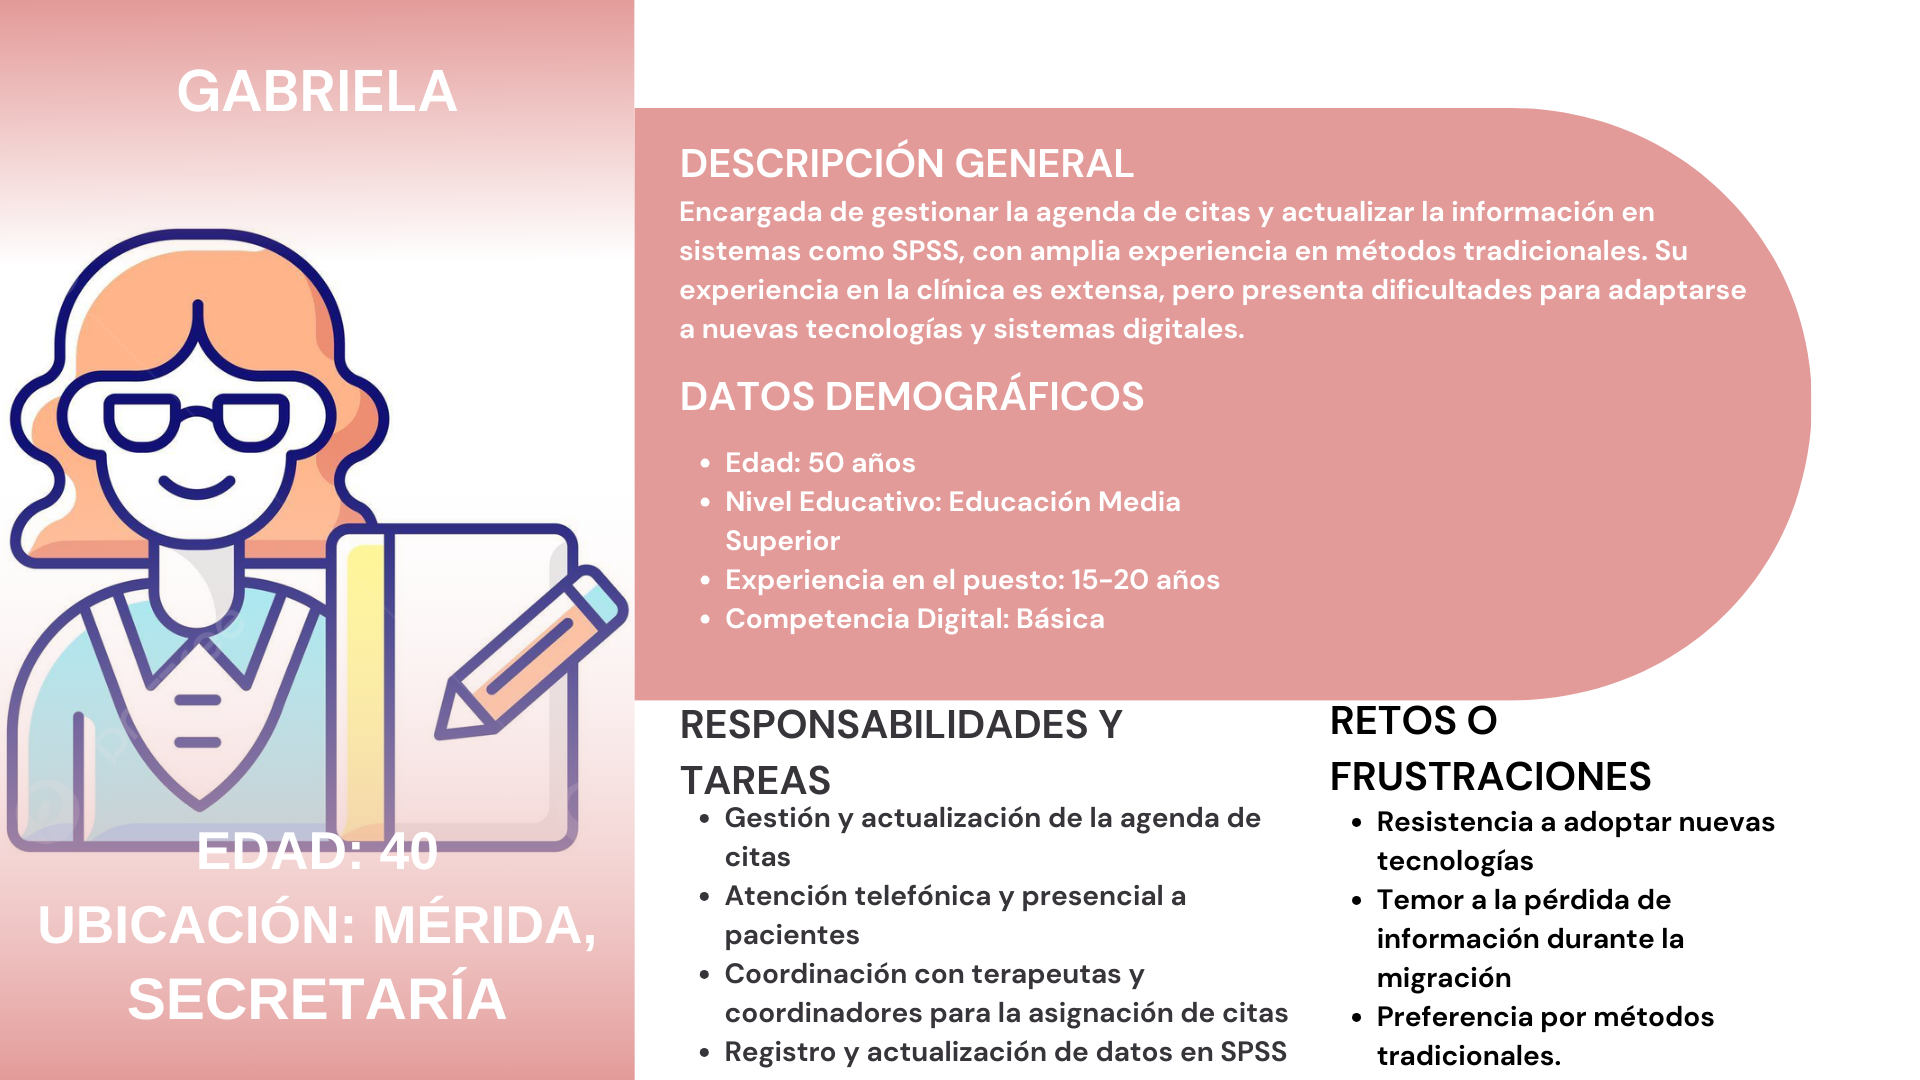 GABRIELA
EDAD: 40
UBICACIÓN: MÉRIDA,
SECRETARÍA
DESCRIPCIÓN GENERAL
Encargada de gestionar la agenda de citas y actualizar la información en
sistemas como SPSS, con amplia experiencia en métodos tradicionales. Su
experiencia en la clínica es extensa, pero presenta dificultades para adaptarse
a nuevas tecnologías y sistemas digitales.
DATOS DEMOGRÁFICOS
• Edad: 50 años
• Nivel Educativo: Educación Media
Superior
• Experiencia en el puesto: 15-20 años
• Competencia Digital: Básica
RESPONSABILIDADES Y
TAREAS
• Gestión y actualización de la agenda de
citas
• Atención telefónica y presencial a
pacientes
• Coordinación con terapeutas y
coordinadores para la asignación de citas
• Registro y actualización de datos en SPSS
RETOS O
FRUSTRACIONES
• Resistencia a adoptar nuevas
tecnologías
• Temor a la pérdida de
información durante la
migración
• Preferencia por métodos
tradicionales.